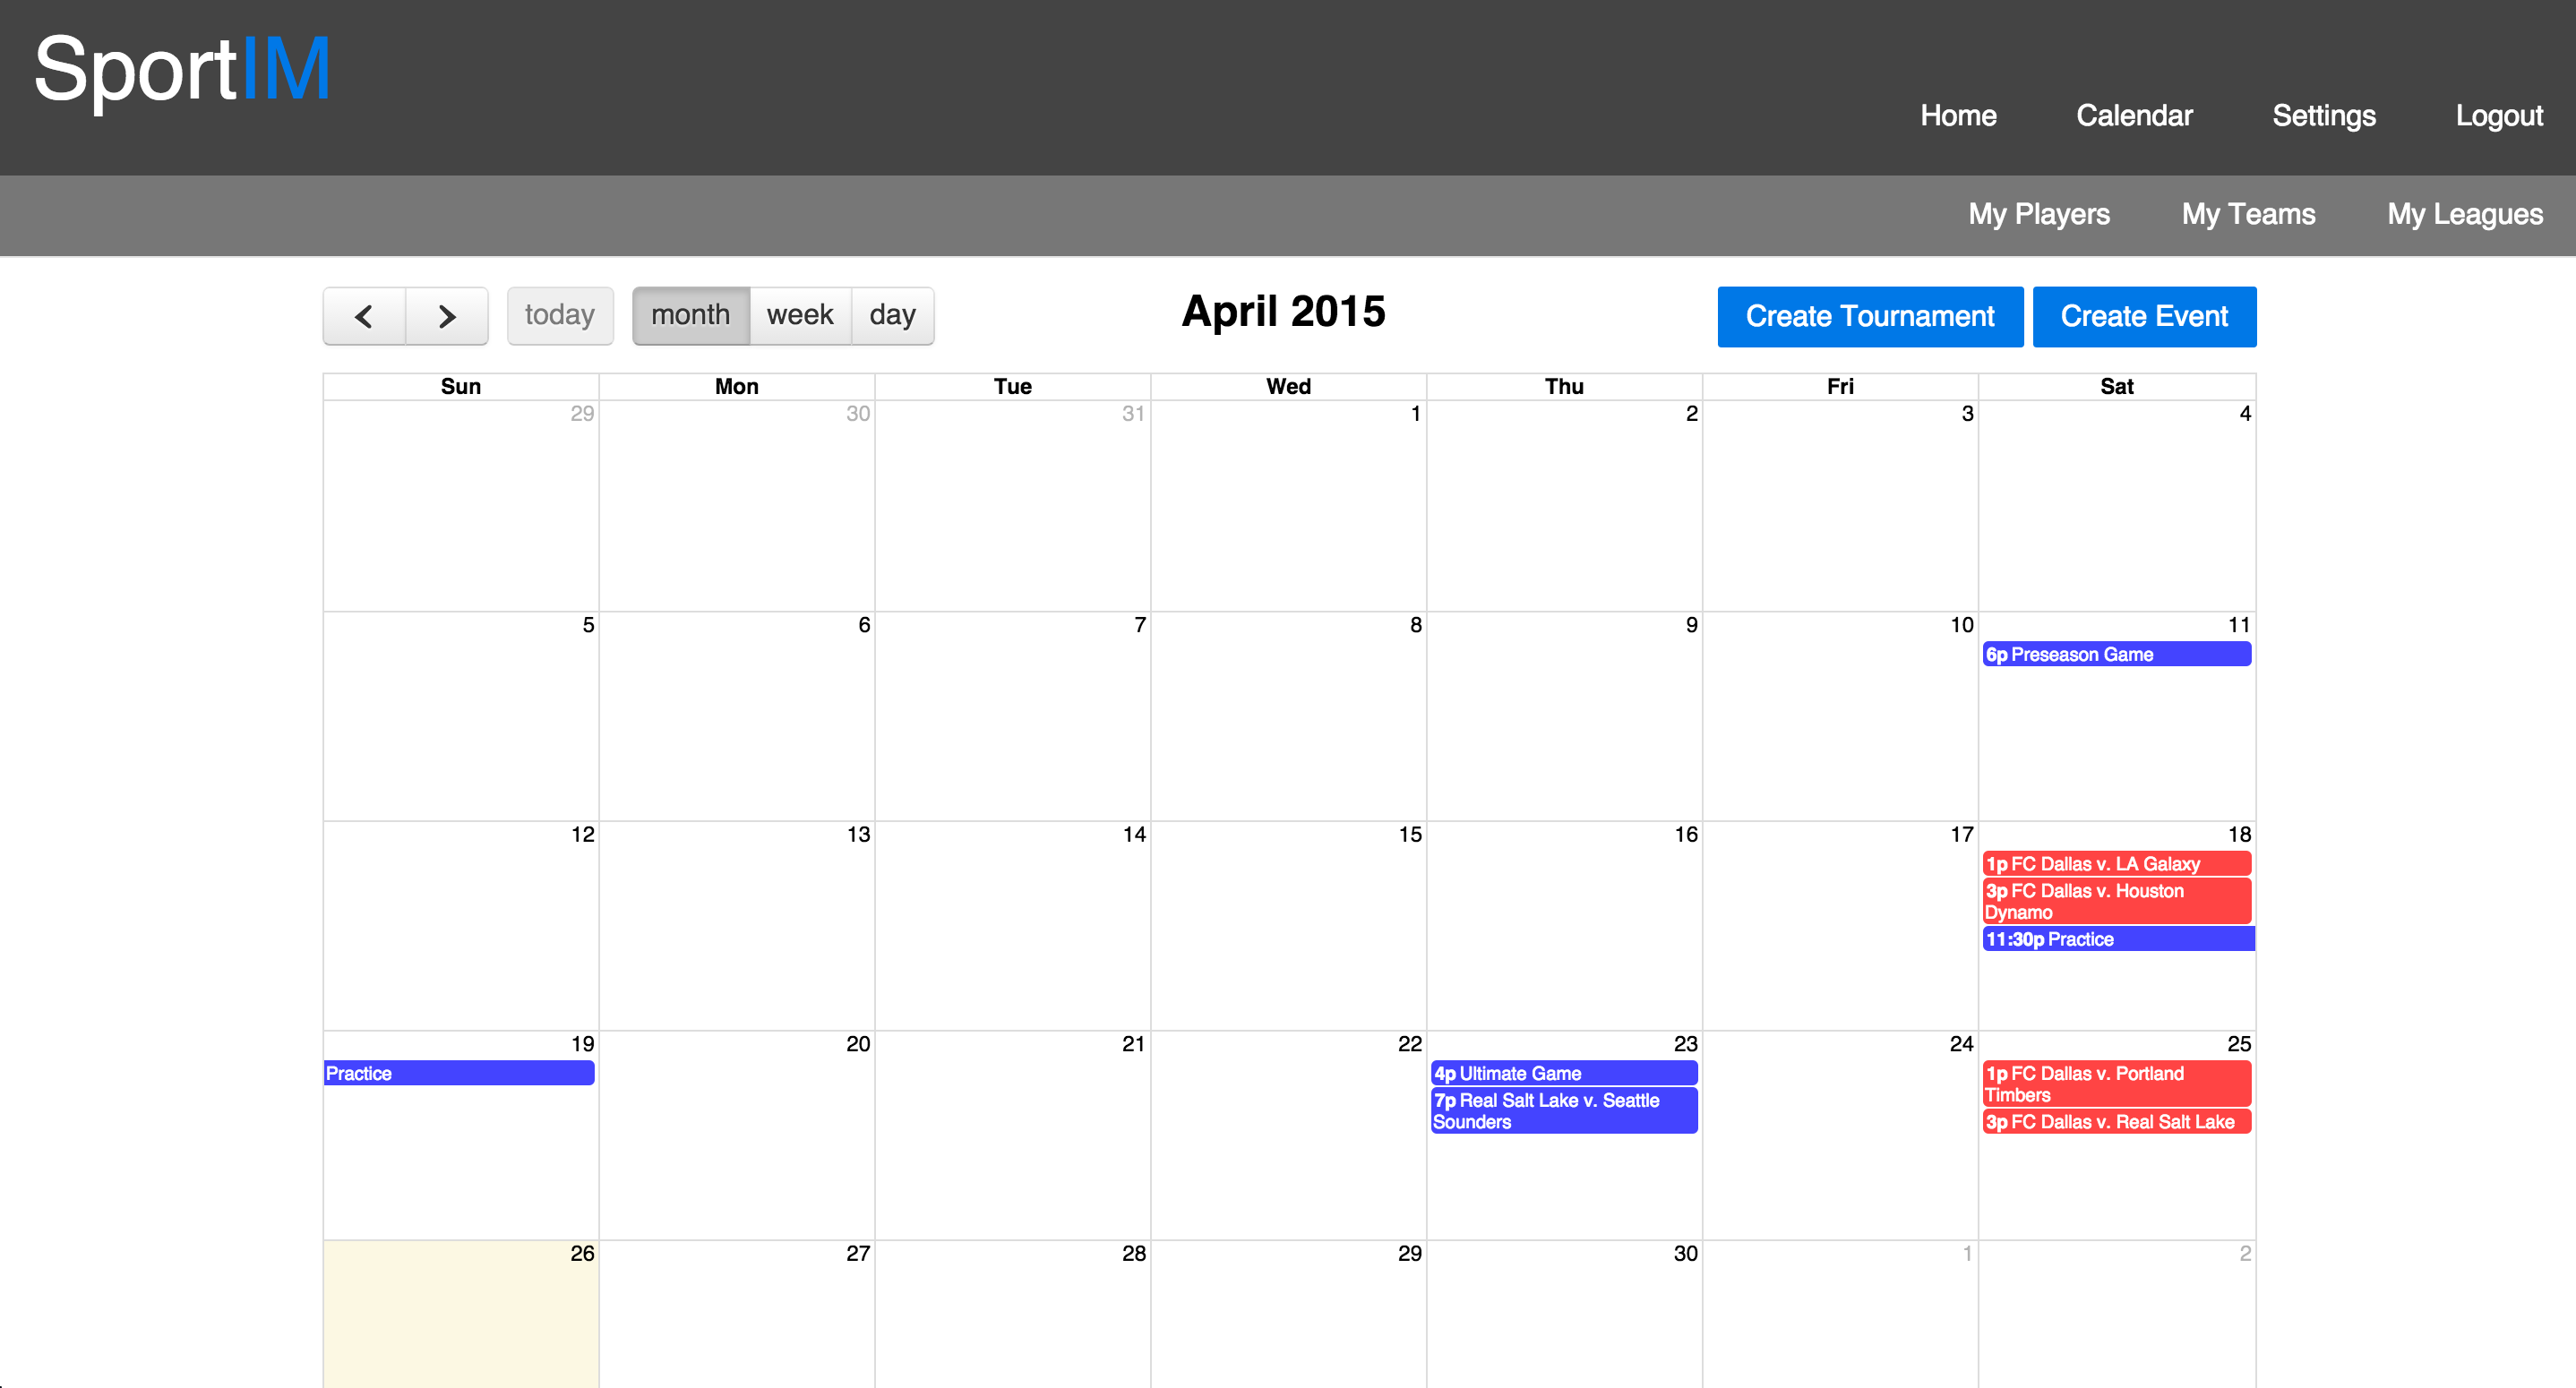 SportIM
Home Calendar Settings Logout
My Players My Teams My Leagues
today month week day April 2015 Create Tournament Create Event
Sun Mon Tue Wed Thu Fri Sat
29 30 31 1 2 3 4
5 6 7 8 9 10 11
6p Preseason Game
12 13 14 15 16 17 18
1p FC Dallas v. LA Galaxy
3p FC Dallas v. Houston
Dynamo
11:30p Practice
19 20 21 22 23 24 25
Practice
4p Ultimate Game
7p Real Salt Lake v. Seattle
Sounders
1p FC Dallas v. Portland
Timbers
3p FC Dallas v. Real Salt Lake
26 27 28 29 30 1 2